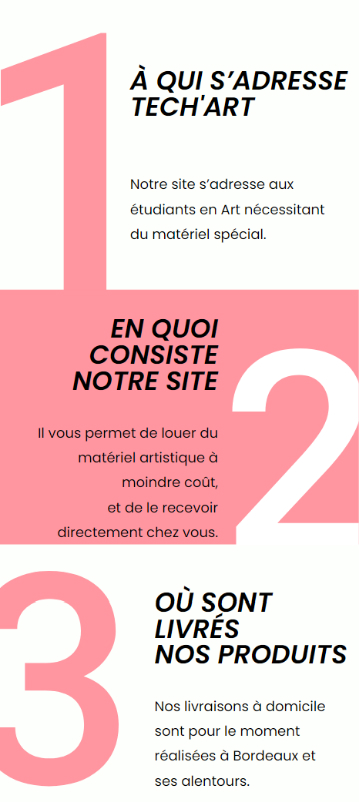 1
À QUI S’ADRESSE
TECH'ART
Notre site s’adresse aux
étudiants en Art nécessitant
du matériel spécial.
2
EN QUOI
CONSISTE
NOTRE SITE
Il vous permet de louer du
matériel artistique à
moindre coût,
et de le recevoir
directement chez vous.
3
OÙ SONT
LIVRÉS
NOS PRODUITS
Nos livraisons à domicile
sont pour le moment
réalisées à Bordeaux et
ses alentours.